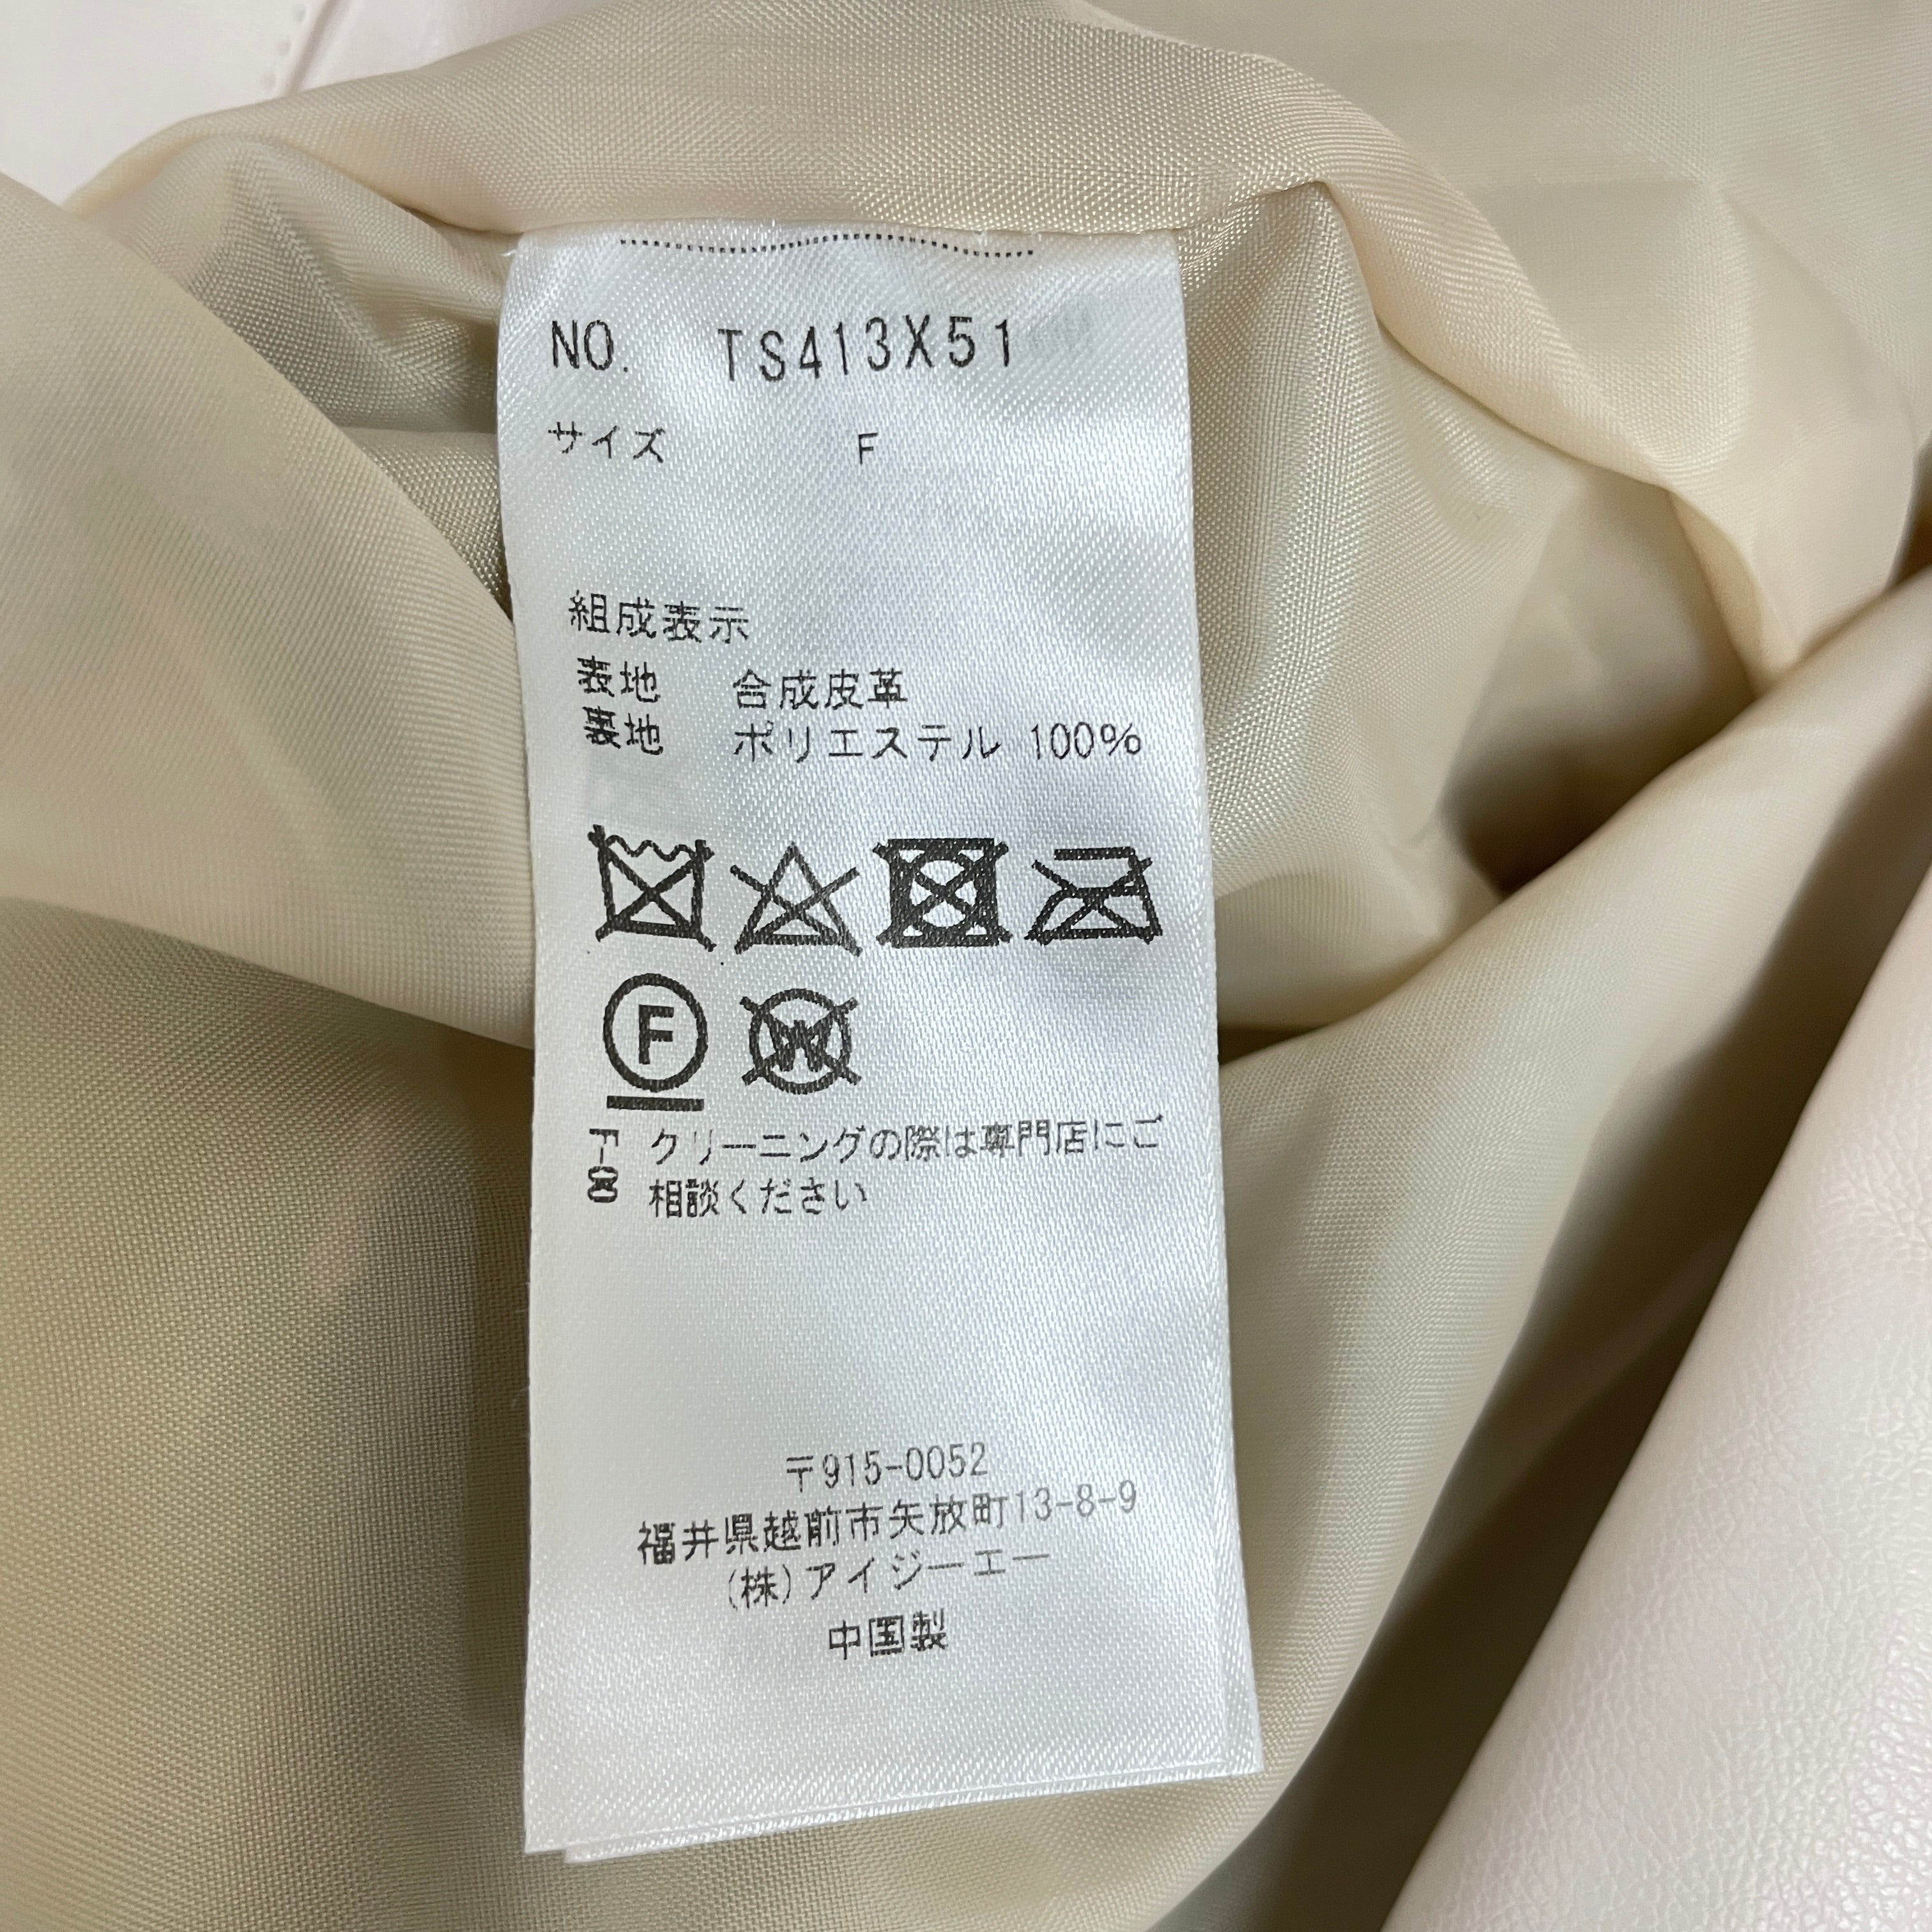 NO. TS413X51
サイズ F
組成表示
表地 合成皮革
裏地 ポリエステル 100%
F
W
クリーニングの際は専門店にご
相談ください
〒915-0052
福井県越前市矢放町13-8-9
(株)アイジーエー
中国製